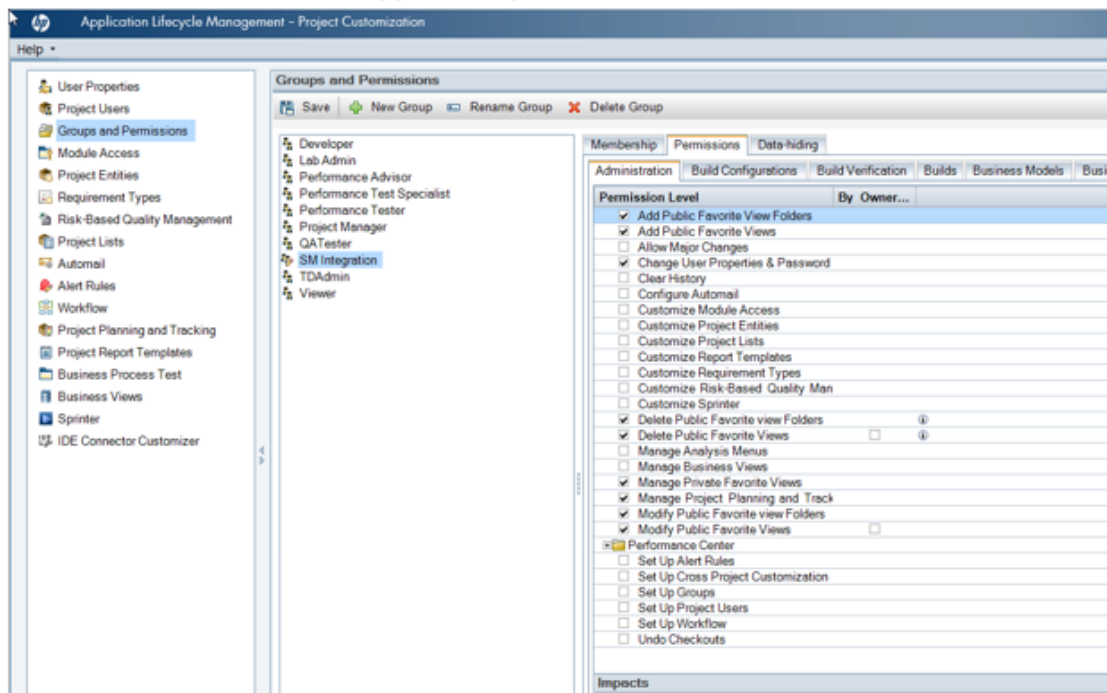 hp Application Lifecycle Management – Project Customization
Help
User Properties
Project Users
Groups and Permissions
Module Access
Project Entities
Requirement Types
Risk-Based Quality Management
Project Lists
Automail
Alert Rules
Workflow
Project Planning and Tracking
Project Report Templates
Business Process Test
Business Views
Sprinter
IDE Connector Customizer
Groups and Permissions
Save New Group Rename Group Delete Group
Developer
Lab Admin
Performance Advisor
Performance Test Specialist
Performance Tester
Project Manager
QATester
SM Integration
TDAdmin
Viewer
Membership Permissions Data-hiding
Administration Build Configurations Build Verification Builds Business Models Busi
Permission Level By Owner...
Add Public Favorite View Folders
Add Public Favorite Views
Allow Major Changes
Change User Properties & Password
Clear History
Configure Automail
Customize Module Access
Customize Project Entities
Customize Project Lists
Customize Report Templates
Customize Requirement Types
Customize Risk-Based Quality Man
Customize Sprinter
Delete Public Favorite view Folders
Delete Public Favorite Views
Manage Analysis Menus
Manage Business Views
Manage Private Favorite Views
Manage Project Planning and Track
Modify Public Favorite view Folders
Modify Public Favorite Views
Performance Center
Set Up Alert Rules
Set Up Cross Project Customization
Set Up Groups
Set Up Project Users
Set Up Workflow
Undo Checkouts
Impacts